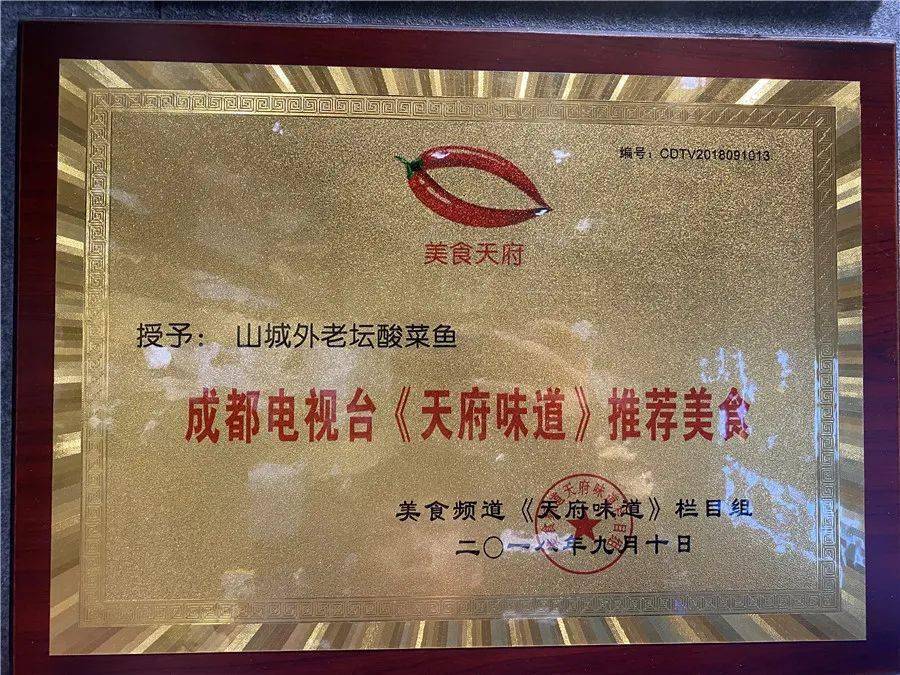 编号：CDTV2018091013
美食天府
授予： 山城外老坛酸菜鱼
成都电视台《天府味道》推荐美食
美食频道《天府味道》栏目组
二〇一八年九月十日